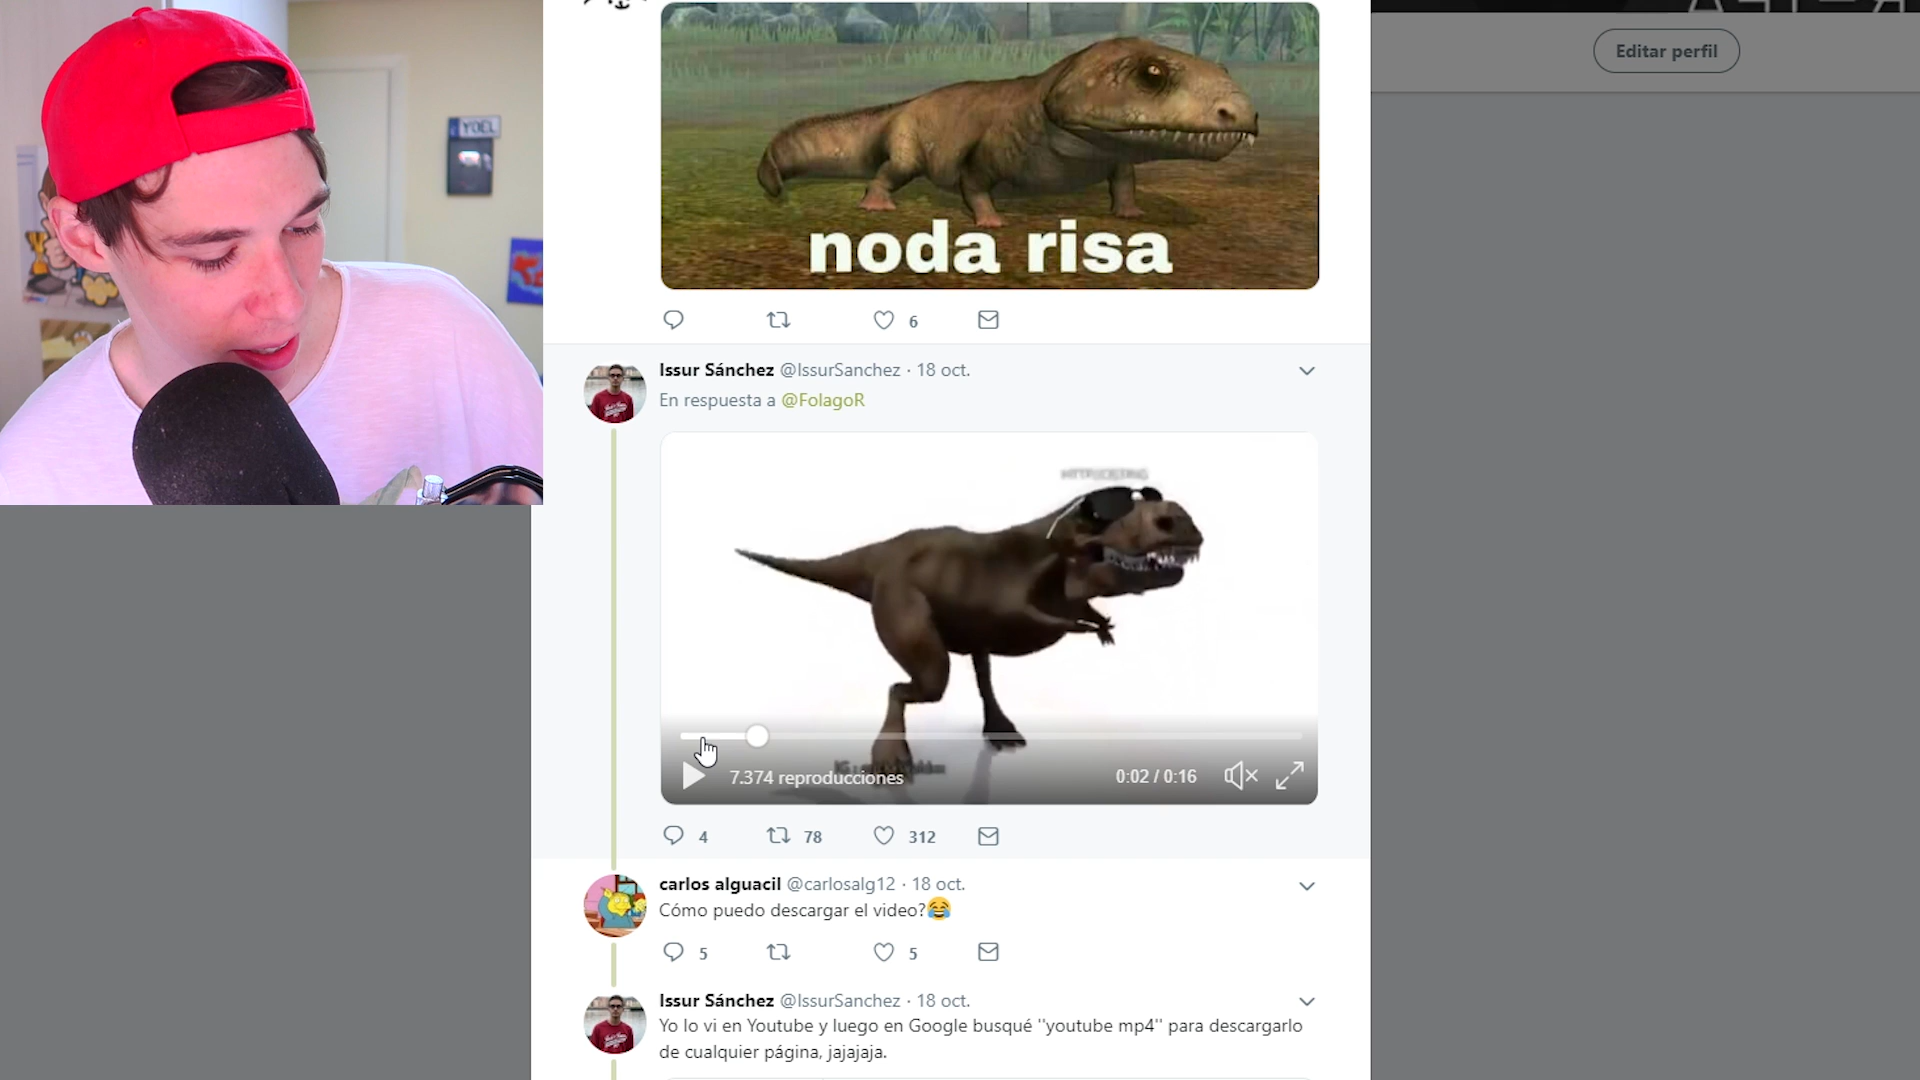 Editar perfil
YOEL
noda risa
6
Issur Sánchez @IssurSanchez · 18 oct.
En respuesta a @FolagoR
7.374 reproducciones
0:02 / 0:16
4 78 312
carlos alguacil @carlosalg12 · 18 oct.
Cómo puedo descargar el video?😂
5 5
Issur Sánchez @IssurSanchez · 18 oct.
Yo lo vi en Youtube y luego en Google busqué "youtube mp4" para descargarlo
de cualquier página, jajajaja.